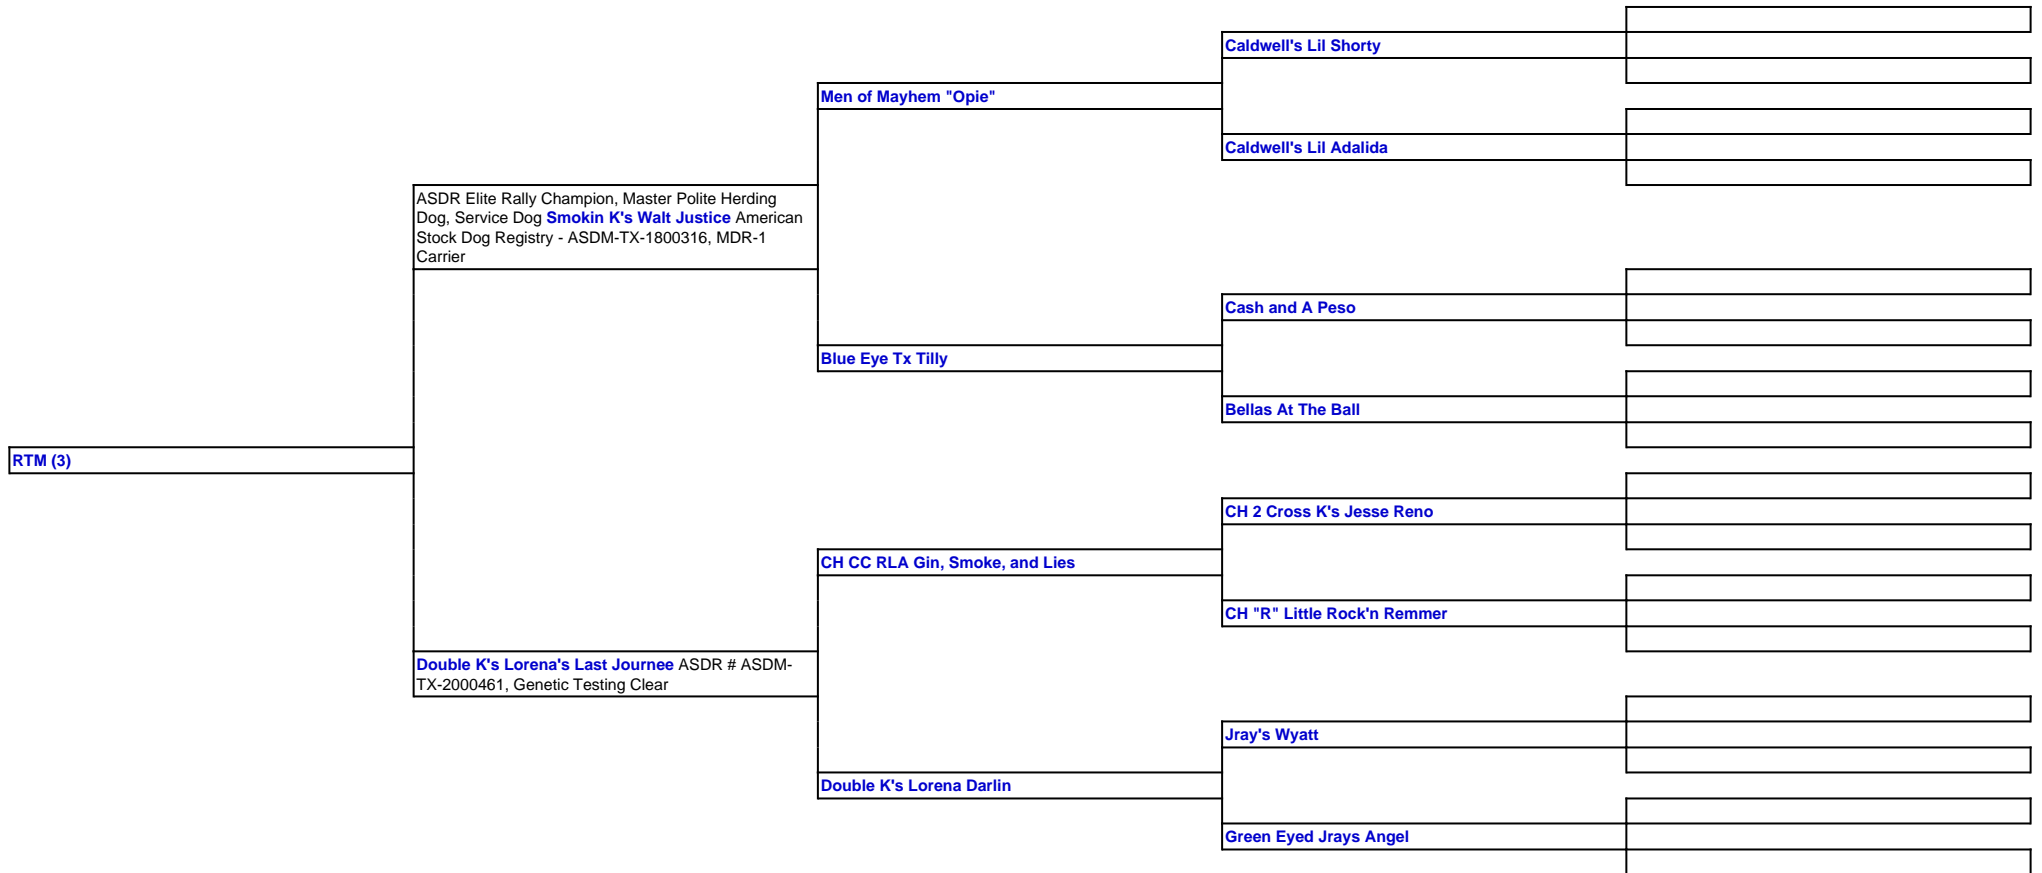 Caldwell's Lil Shorty
Men of Mayhem "Opie"
Caldwell's Lil Adalida
ASDR Elite Rally Champion, Master Polite Herding
Dog, Service Dog Smokin K's Walt Justice American
Stock Dog Registry - ASDM-TX-1800316, MDR-1
Carrier
Cash and A Peso
Blue Eye Tx Tilly
Bellas At The Ball
RTM (3)
CH 2 Cross K's Jesse Reno
CH CC RLA Gin, Smoke, and Lies
CH "R" Little Rock'n Remmer
Double K's Lorena's Last Journee ASDR # ASDM-
TX-2000461, Genetic Testing Clear
Jray's Wyatt
Double K's Lorena Darlin
Green Eyed Jrays Angel